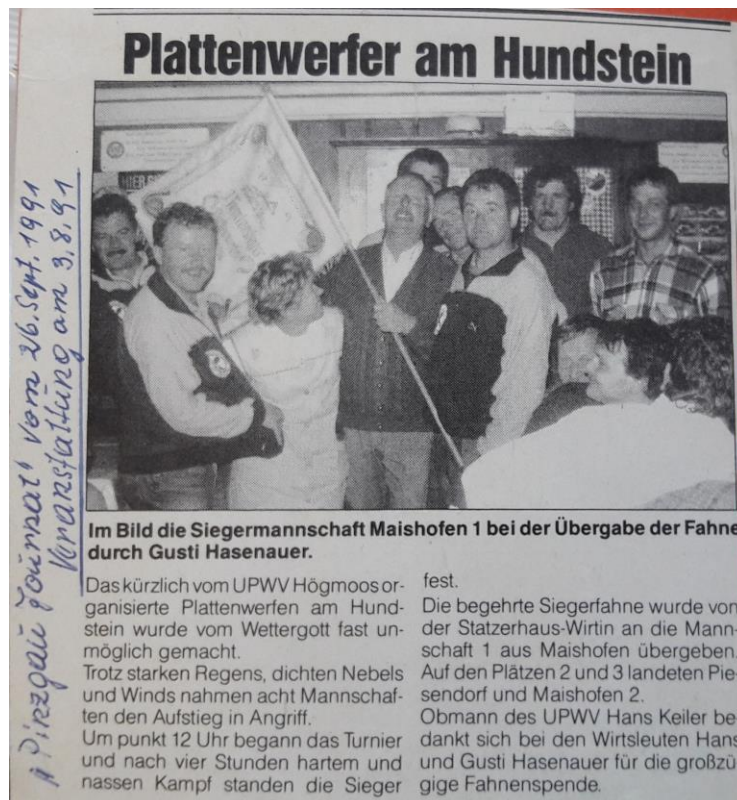 Plattenwerfer am Hundstein
"Pinzgau Journal" vom 26. Sept. 1991
Veranstaltung am 3.8.91
Im Bild die Siegermannschaft Maishofen 1 bei der Übergabe der Fahne
durch Gusti Hasenauer.
Das kürzlich vom UPWV Högmoos or-
ganisierte Plattenwerfen am Hund-
stein wurde vom Wettergott fast un-
möglich gemacht.
Trotz starken Regens, dichten Nebels
und Winds nahmen acht Mannschaf-
ten den Aufstieg in Angriff.
Um punkt 12 Uhr begann das Turnier
und nach vier Stunden hartem und
nassen Kampf standen die Sieger
fest.
Die begehrte Siegerfahne wurde von
der Statzerhaus-Wirtin an die Mann-
schaft 1 aus Maishofen übergeben.
Auf den Plätzen 2 und 3 landeten Pie-
sendorf und Maishofen 2.
Obmann des UPWV Hans Keiler be-
dankt sich bei den Wirtsleuten Hans
und Gusti Hasenauer für die großzü-
gige Fahnenspende.